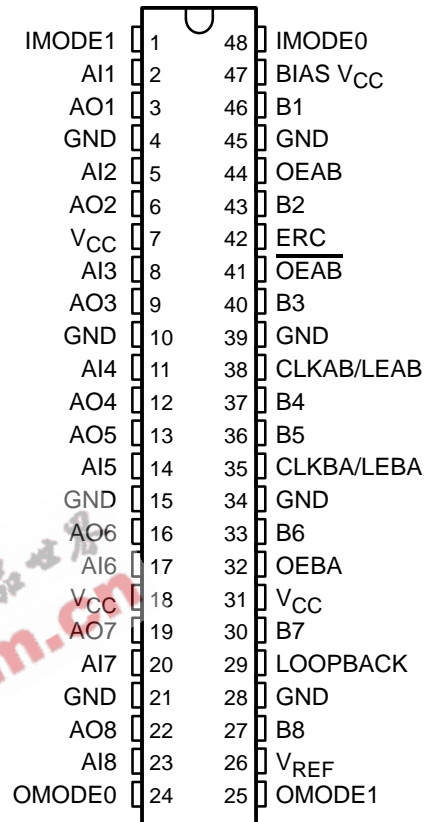 IMODE1 1 48 IMODE0
AI1 2 47 BIAS VCC
AO1 3 46 B1
GND 4 45 GND
AI2 5 44 OEAB
AO2 6 43 B2
VCC 7 42 ERC
AI3 8 41 OEAB
AO3 9 40 B3
GND 10 39 GND
AI4 11 38 CLKAB/LEAB
AO4 12 37 B4
AO5 13 36 B5
AI5 14 35 CLKBA/LEBA
GND 15 34 GND
AO6 16 33 B6
AI6 17 32 OEBA
VCC 18 31 VCC
AO7 19 30 B7
AI7 20 29 LOOPBACK
GND 21 28 GND
AO8 22 27 B8
AI8 23 26 VREF
OMODE0 24 25 OMODE1